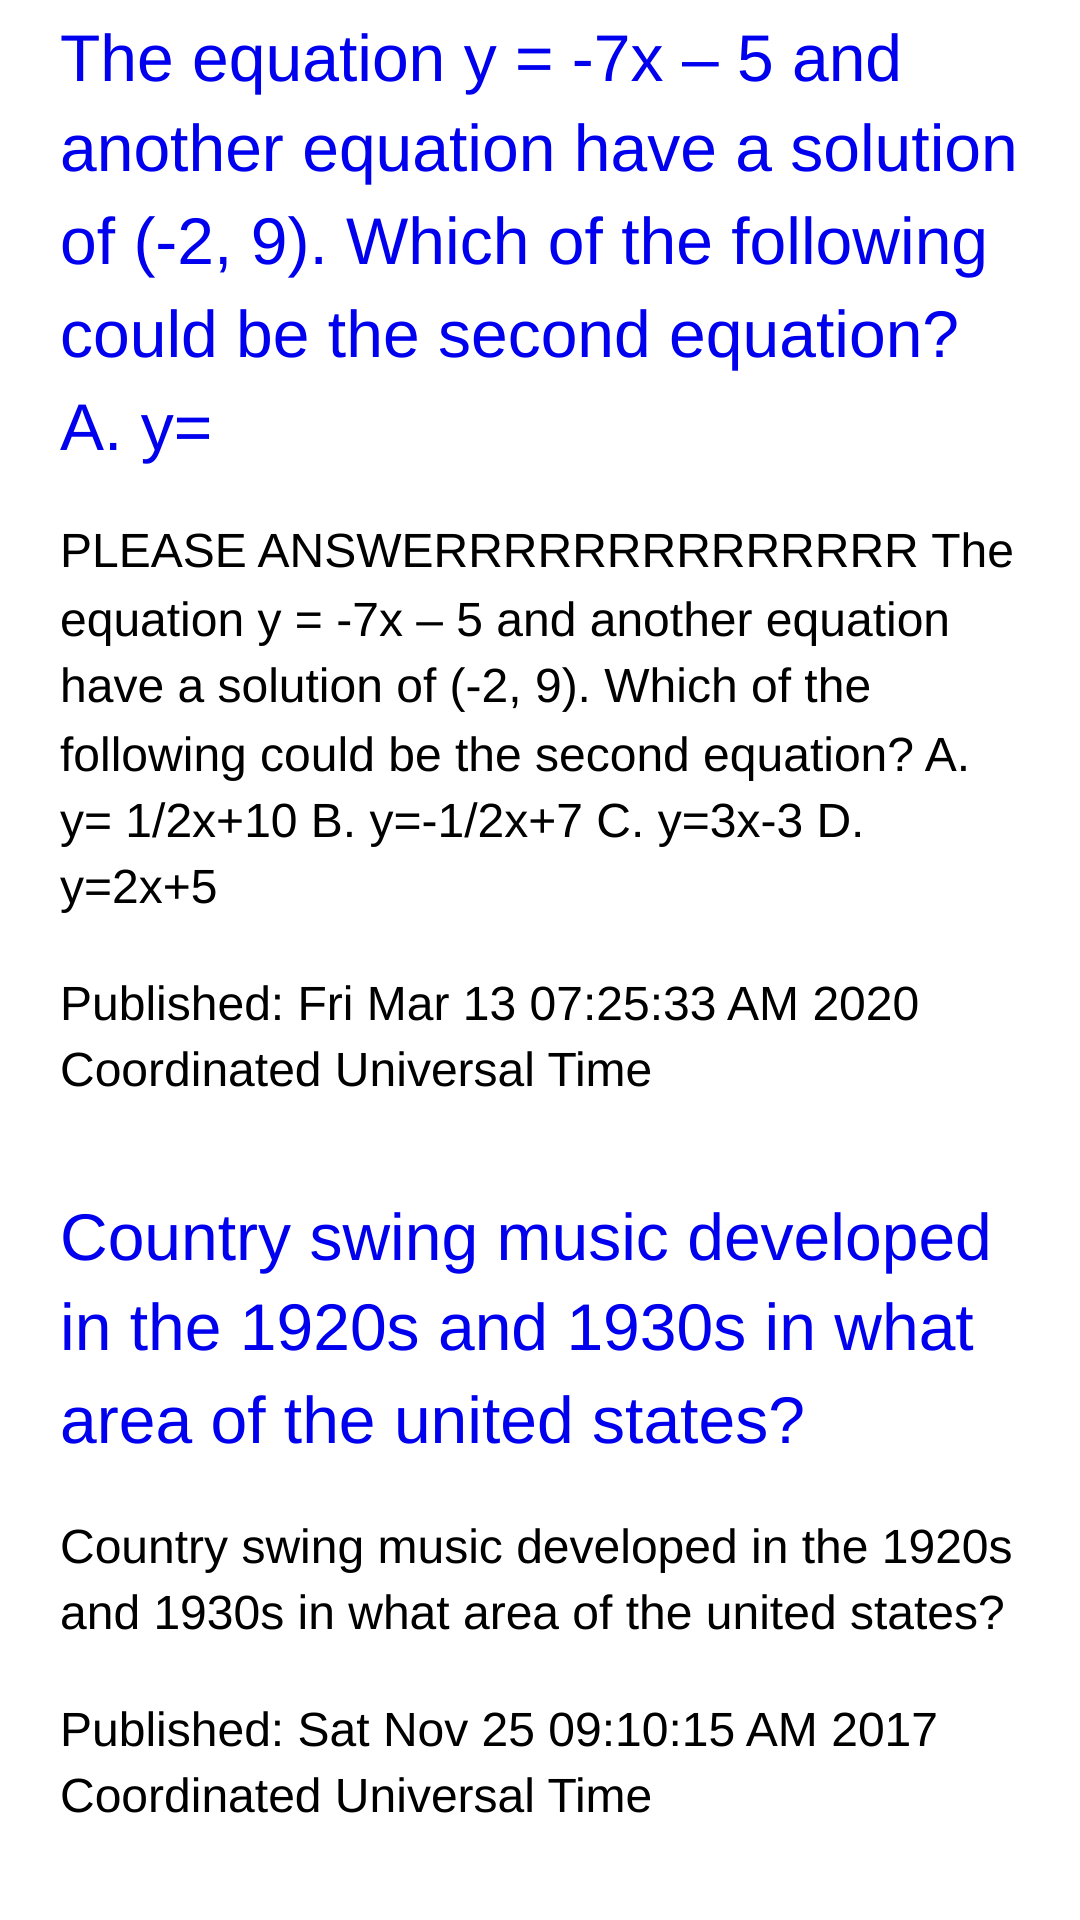 The equation y = -7x – 5 and
another equation have a solution
of (-2, 9). Which of the following
could be the second equation?
A. y=
PLEASE ANSWERRRRRRRRRRRRRR The
equation y = -7x – 5 and another equation
have a solution of (-2, 9). Which of the
following could be the second equation? A.
y= 1/2x+10 B. y=-1/2x+7 C. y=3x-3 D.
y=2x+5
Published: Fri Mar 13 07:25:33 AM 2020
Coordinated Universal Time
Country swing music developed
in the 1920s and 1930s in what
area of the united states?
Country swing music developed in the 1920s
and 1930s in what area of the united states?
Published: Sat Nov 25 09:10:15 AM 2017
Coordinated Universal Time